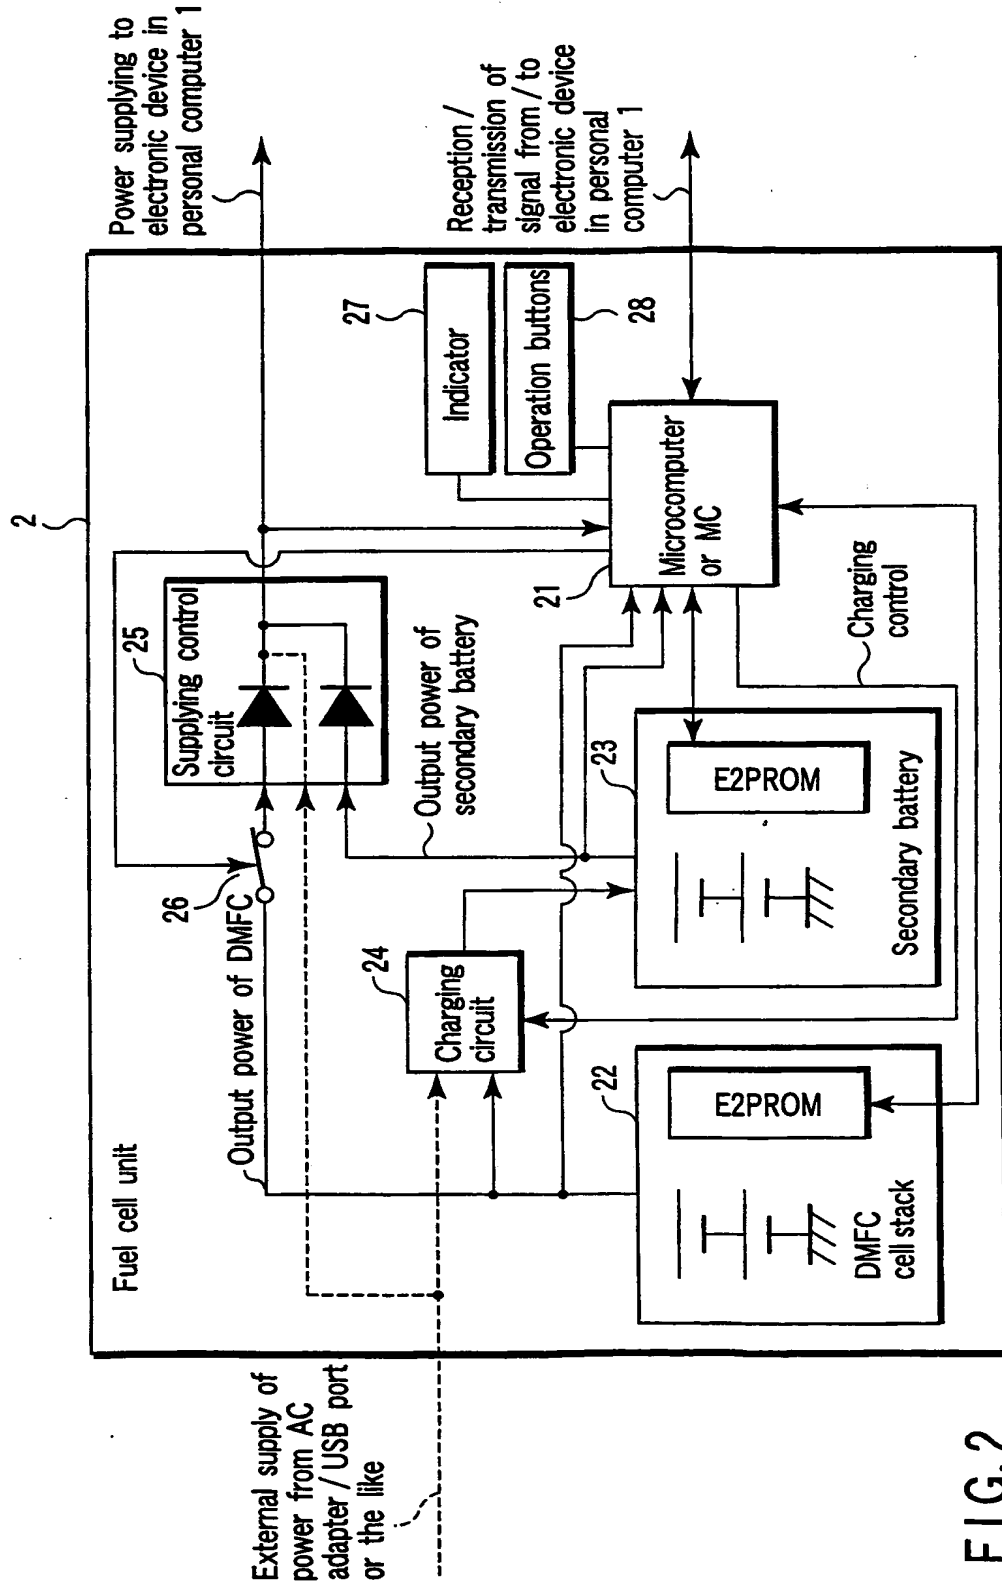 2
Power supplying to
electronic device in
personal computer 1
Reception /
transmission of
signal from / to
electronic device
in personal
computer 1
External supply of
power from AC
adapter / USB port
or the like
Fuel cell unit
Output power of DMFC
26
25
Supplying control
circuit
Output power of
secondary battery
24
Charging
circuit
27
Indicator
Operation buttons
28
21
Microcomputer
or MC
Charging
control
22
E2PROM
DMFC
cell stack
23
E2PROM
Secondary battery
FIG. 2